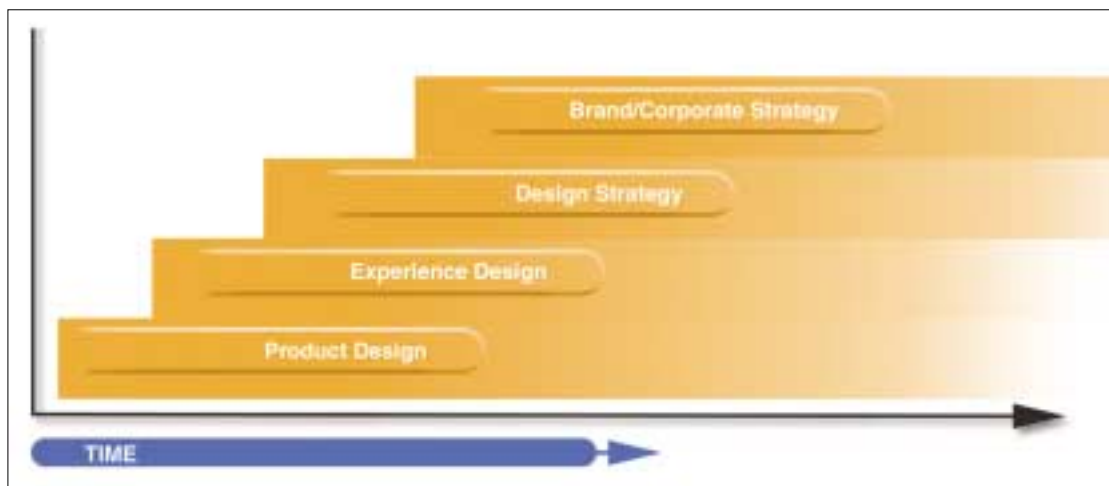 Brand/Corporate Strategy
Design Strategy
Experience Design
Product Design
TIME